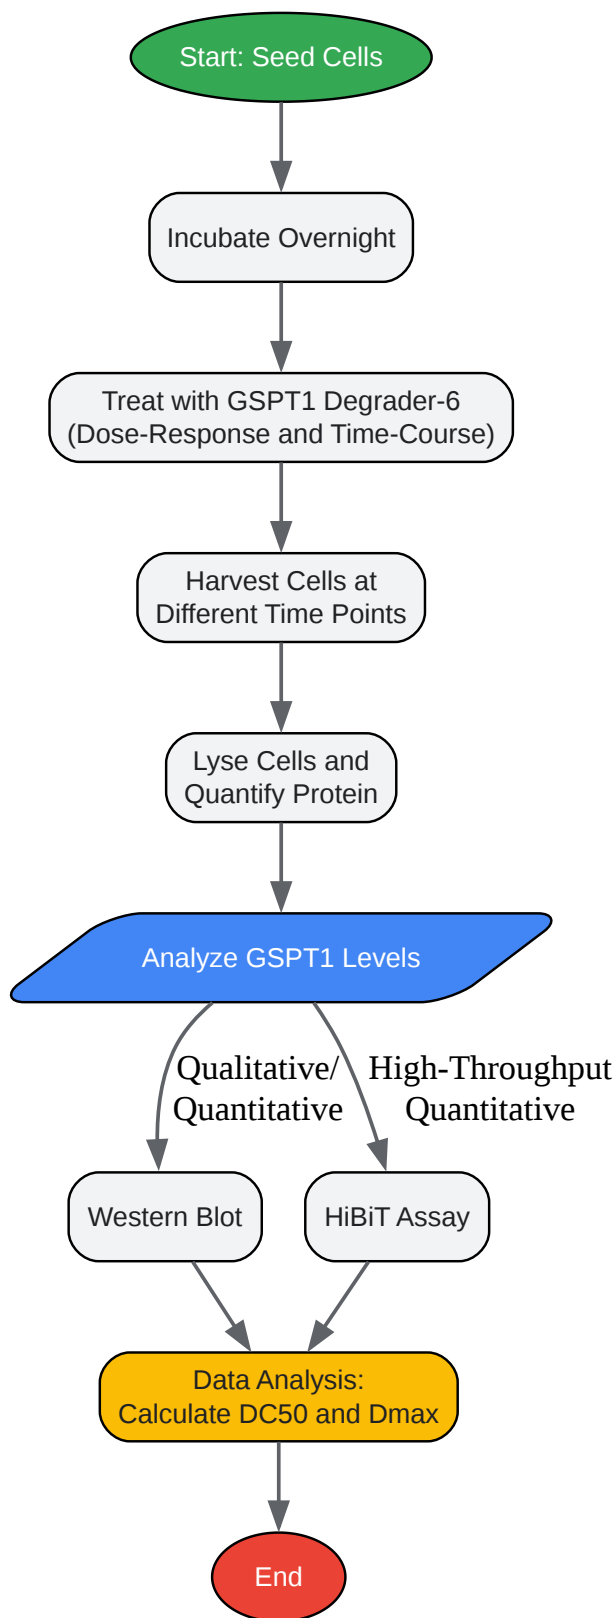 Start: Seed Cells
Incubate Overnight
Treat with GSPT1 Degrader-6
(Dose-Response and Time-Course)
Harvest Cells at
Different Time Points
Lyse Cells and
Quantify Protein
Analyze GSPT1 Levels
Qualitative/
Quantitative
High-Throughput
Quantitative
Western Blot
HiBiT Assay
Data Analysis:
Calculate DC50 and Dmax
End